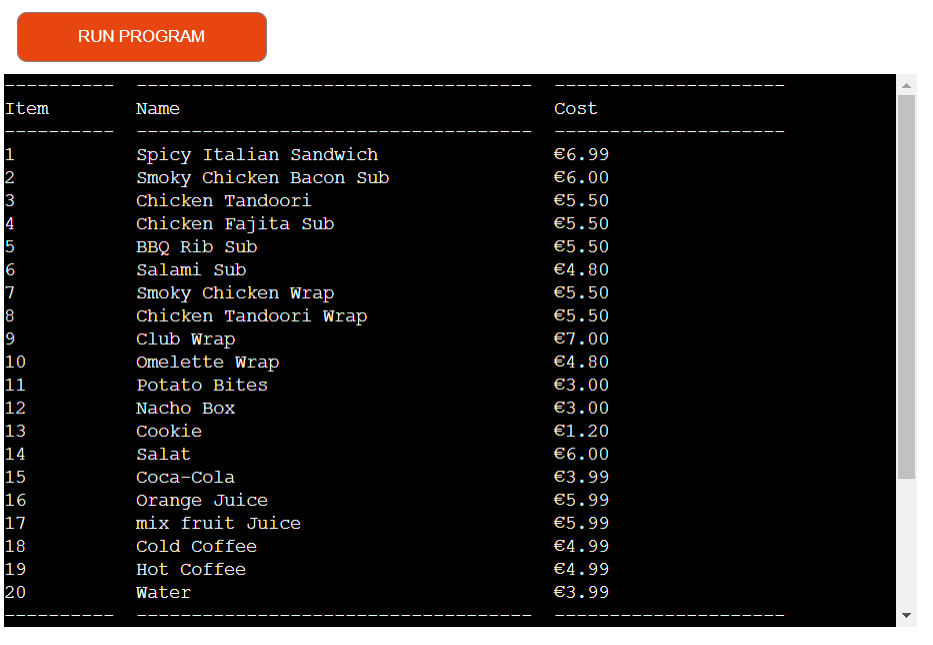 RUN PROGRAM
---------- ------------------------------------ ---------------------
Item Name Cost
---------- ------------------------------------ ---------------------
1 Spicy Italian Sandwich €6.99
2 Smoky Chicken Bacon Sub €6.00
3 Chicken Tandoori €5.50
4 Chicken Fajita Sub €5.50
5 BBQ Rib Sub €5.50
6 Salami Sub €4.80
7 Smoky Chicken Wrap €5.50
8 Chicken Tandoori Wrap €5.50
9 Club Wrap €7.00
10 Omelette Wrap €4.80
11 Potato Bites €3.00
12 Nacho Box €3.00
13 Cookie €1.20
14 Salat €6.00
15 Coca-Cola €3.99
16 Orange Juice €5.99
17 mix fruit Juice €5.99
18 Cold Coffee €4.99
19 Hot Coffee €4.99
20 Water €3.99
---------- ------------------------------------ ---------------------